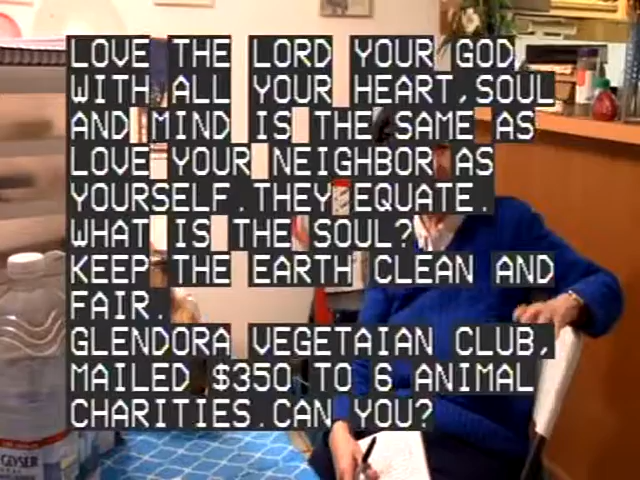 LOVE THE LORD YOUR GOD
WITH ALL YOUR HEART,SOUL
AND MIND IS THE SAME AS
LOVE YOUR NEIGHBOR AS
YOURSELF.THEY EQUATE.
WHAT IS THE SOUL?
KEEP THE EARTH CLEAN AND
FAIR.
GLENDORA VEGETAIAN CLUB,
MAILED $350 TO 6 ANIMAL
CHARITIES.CAN YOU?
GEYSER